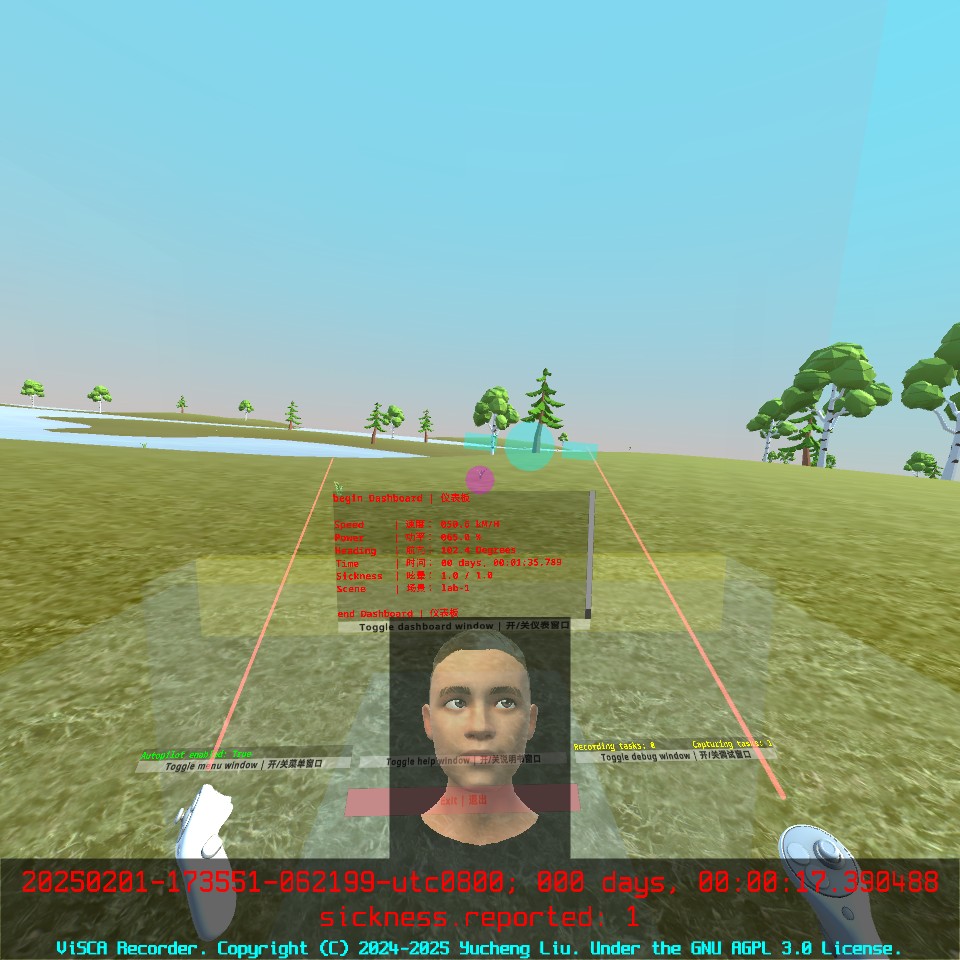 begin Dashboard | 仪表板
Speed | 速度: 050.0 kM/H
Power | 功率: 065.0 %
Heading | 前方: 102.4 Degrees
Time | 时间: 00 days, 00:01:35.789
Sickness | 眩晕: 1.0 / 1.0
Scene | 场景: lab-1
end Dashboard | 仪表板
Toggle dashboard window | 开/关仪表窗口
Autopilot enabled: True
Recording tasks: 0 Capturing tasks: 1
Toggle menu window | 开/关菜单窗口
Toggle help window | 开/关说明书窗口
Toggle debug window | 开/关调试窗口
Exit | 退出
20250201-173551-062199-utc0800; 000 days, 00:00:17.390488
sickness.reported: 1
ViSCA Recorder. Copyright (C) 2024-2025 Yucheng Liu. Under the GNU AGPL 3.0 License.